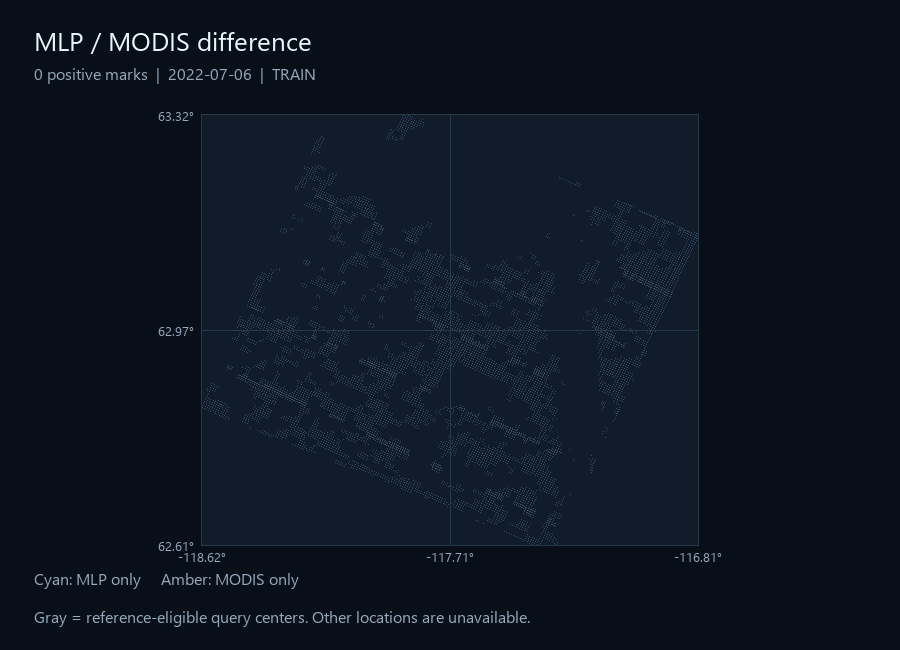 MLP / MODIS difference
0 positive marks | 2022-07-06 | TRAIN
63.32°
62.97°
62.61°
-118.62° -117.71° -116.81°
Cyan: MLP only Amber: MODIS only
Gray = reference-eligible query centers. Other locations are unavailable.